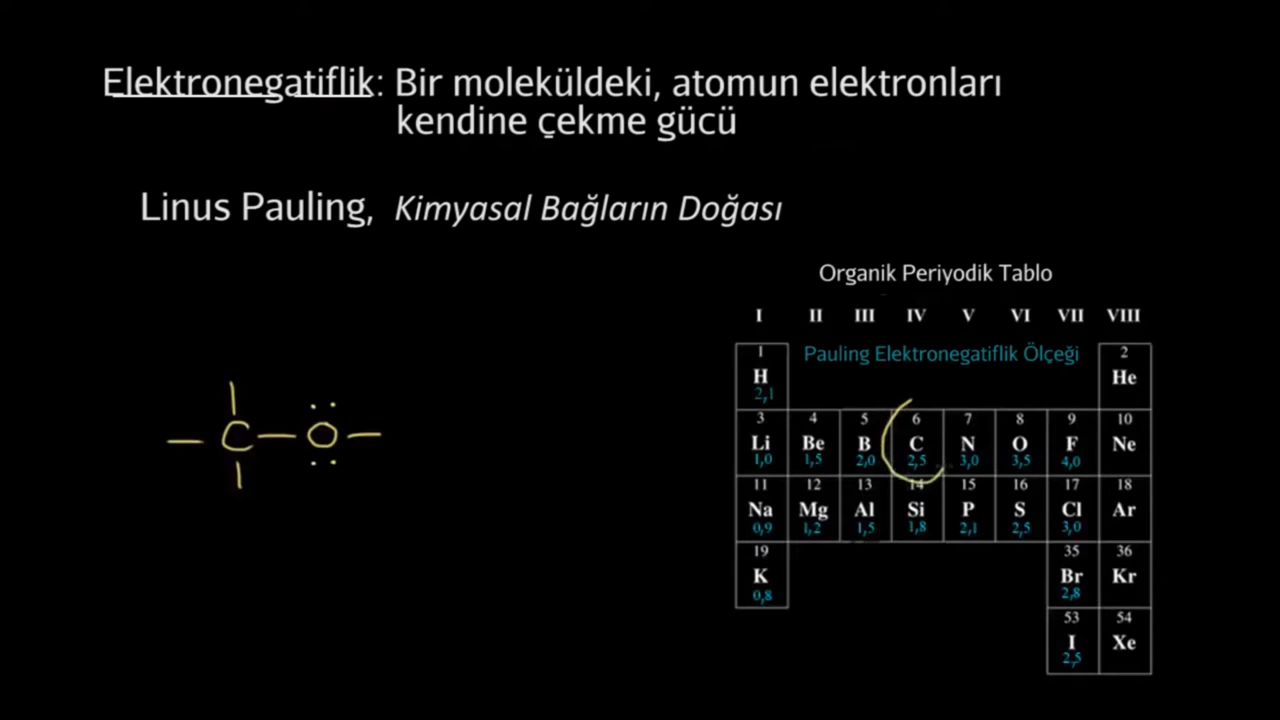 Elektronegatiflik: Bir moleküldeki, atomun elektronları
kendine çekme gücü
Linus Pauling, Kimyasal Bağların Doğası
Organik Periyodik Tablo
I II III IV V VI VII VIII
Pauling Elektronegatiflik Ölçeği
1 2
H He
2,1
3 4 5 6 7 8 9 10
Li Be B C N O F Ne
1,0 1,5 2,0 2,5 3,0 3,5 4,0
11 12 13 14 15 16 17 18
Na Mg Al Si P S Cl Ar
0,9 1,2 1,5 1,8 2,1 2,5 3,0
19 35 36
K Br Kr
0,8 2,8
53 54
I Xe
2,5
C O